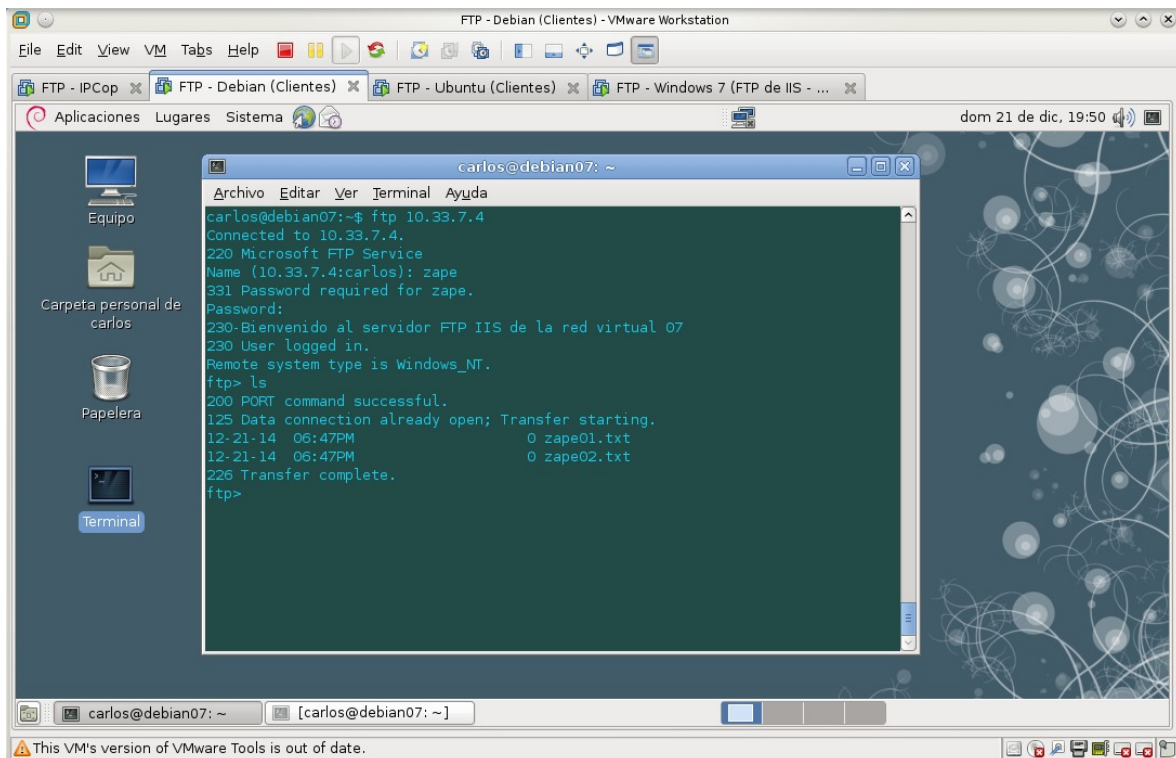 FTP - Debian (Clientes) - VMware Workstation
File Edit View VM Tabs Help
FTP - IPCop FTP - Debian (Clientes) FTP - Ubuntu (Clientes) FTP - Windows 7 (FTP de IIS - ...
Aplicaciones Lugares Sistema dom 21 de dic, 19:50
Equipo
Carpeta personal de
carlos
Papelera
Terminal
carlos@debian07: ~
Archivo Editar Ver Terminal Ayuda
carlos@debian07:~$ ftp 10.33.7.4
Connected to 10.33.7.4.
220 Microsoft FTP Service
Name (10.33.7.4:carlos): zape
331 Password required for zape.
Password:
230-Bienvenido al servidor FTP IIS de la red virtual 07
230 User logged in.
Remote system type is Windows_NT.
ftp> ls
200 PORT command successful.
125 Data connection already open; Transfer starting.
12-21-14 06:47PM 0 zape01.txt
12-21-14 06:47PM 0 zape02.txt
226 Transfer complete.
ftp>
carlos@debian07: ~ [carlos@debian07: ~]
This VM's version of VMware Tools is out of date.